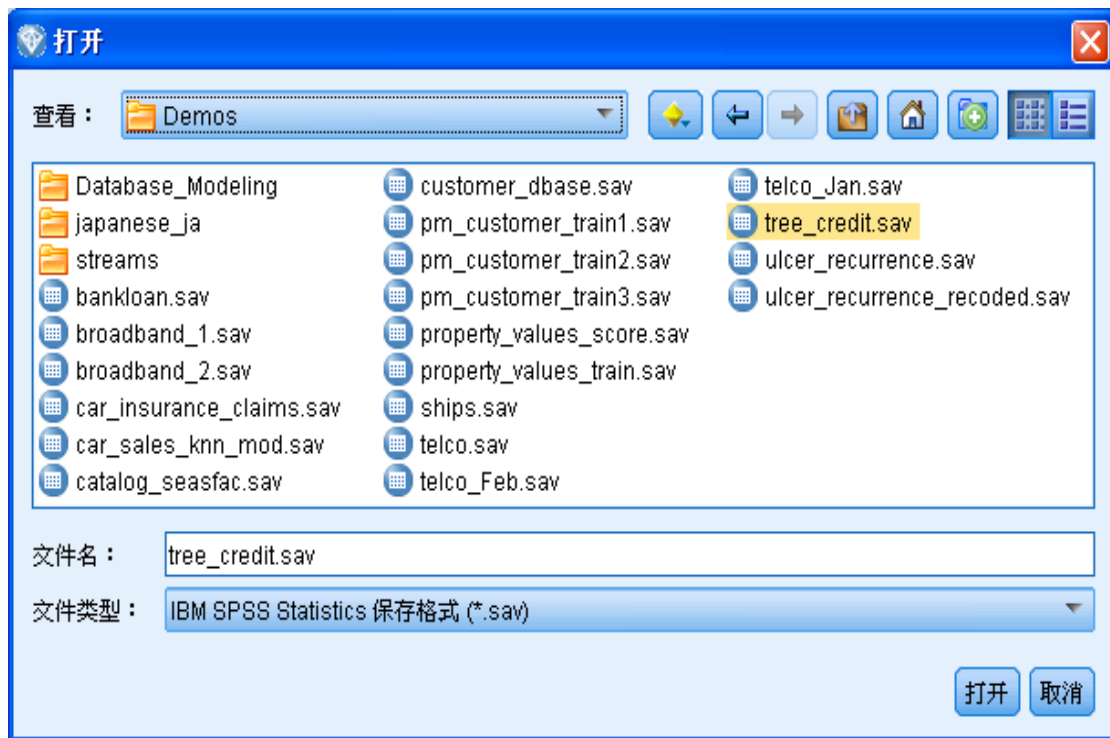 打开
查看： Demos
Database_Modeling customer_dbase.sav telco_Jan.sav
japanese_ja pm_customer_train1.sav tree_credit.sav
streams pm_customer_train2.sav ulcer_recurrence.sav
bankloan.sav pm_customer_train3.sav ulcer_recurrence_recoded.sav
broadband_1.sav property_values_score.sav
broadband_2.sav property_values_train.sav
car_insurance_claims.sav ships.sav
car_sales_knn_mod.sav telco.sav
catalog_seasfac.sav telco_Feb.sav
文件名： tree_credit.sav
文件类型： IBM SPSS Statistics 保存格式 (*.sav)
打开 取消